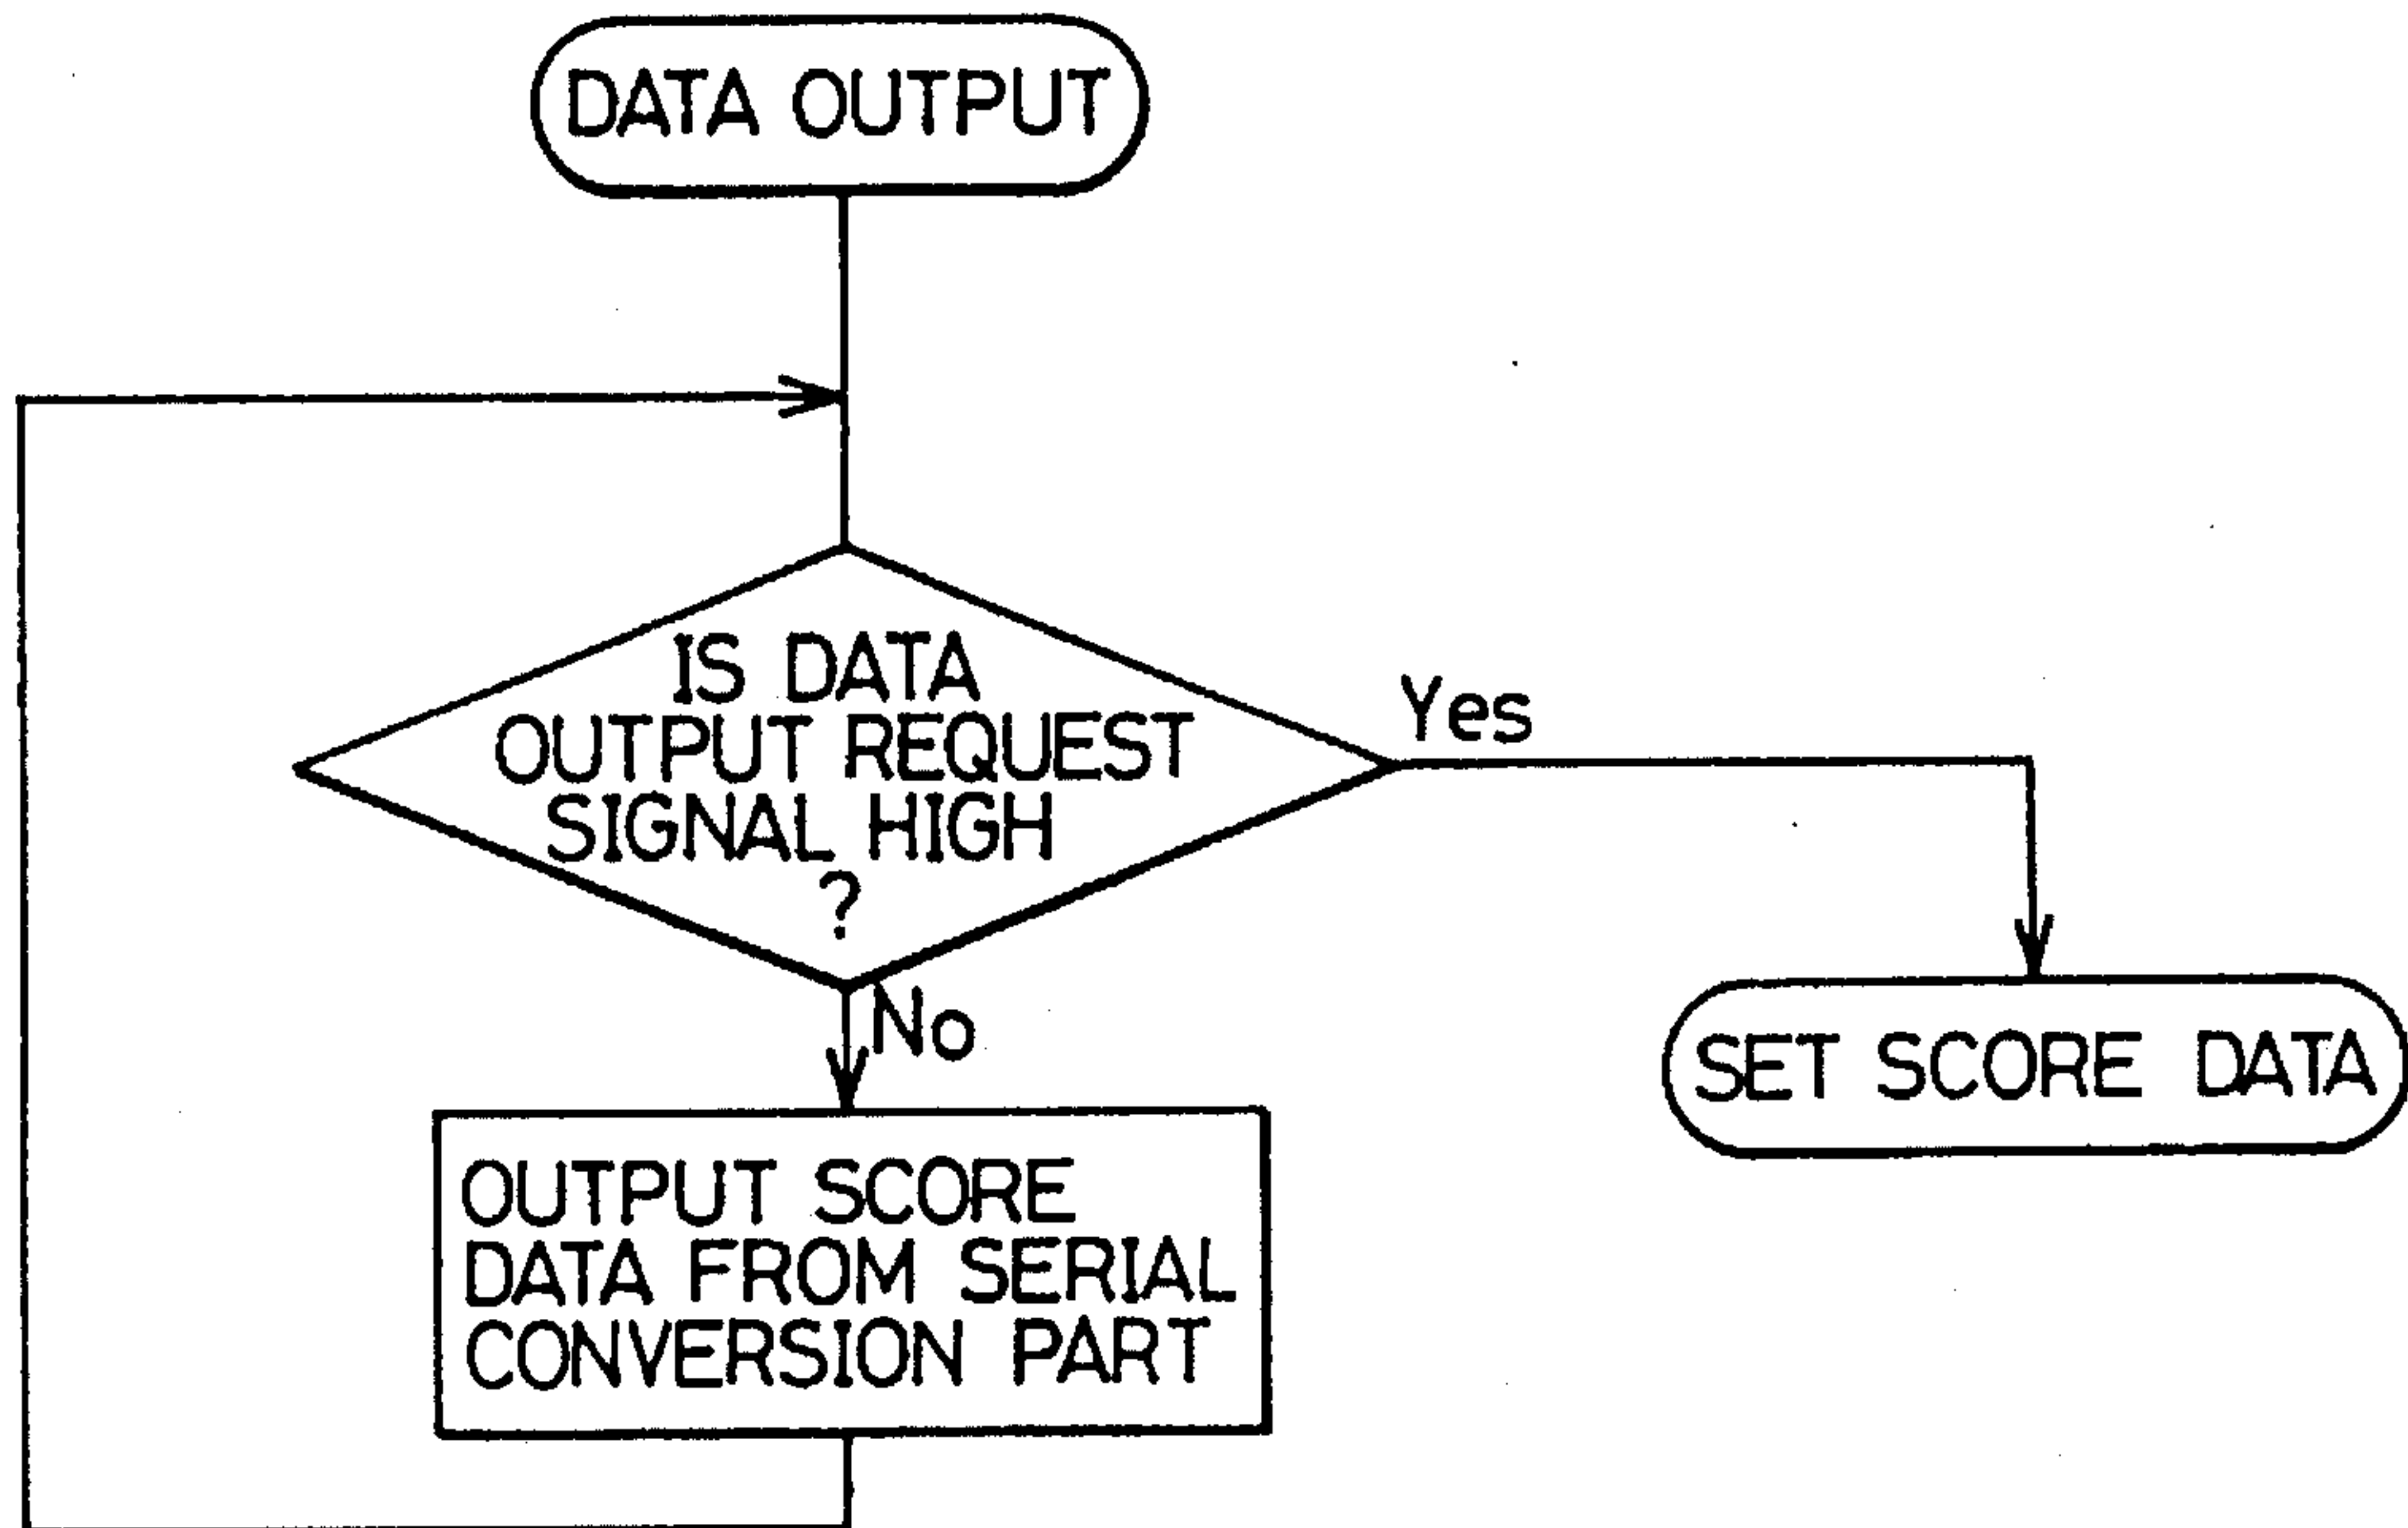 DATA OUTPUT
IS DATA
OUTPUT REQUEST
SIGNAL HIGH
?
Yes
No
SET SCORE DATA
OUTPUT SCORE
DATA FROM SERIAL
CONVERSION PART